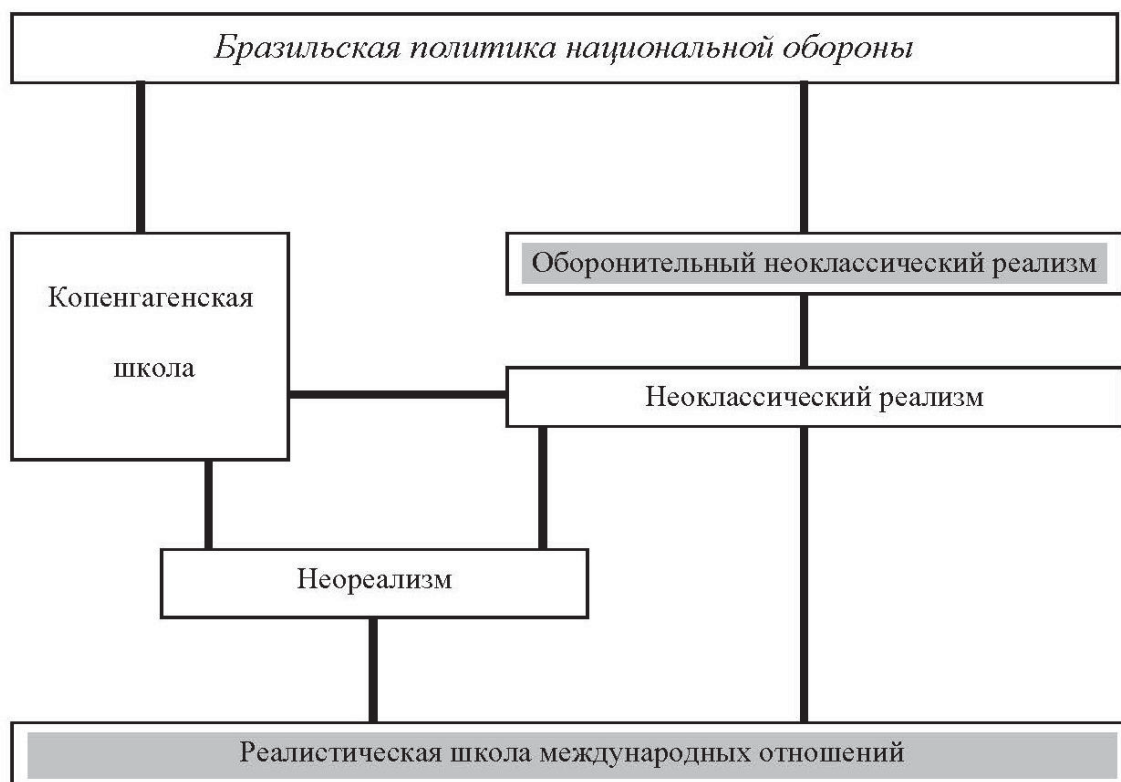 Бразильская политика национальной обороны
Копенгагенская
школа
Оборонительный неоклассический реализм
Неоклассический реализм
Неореализм
Реалистическая школа международных отношений